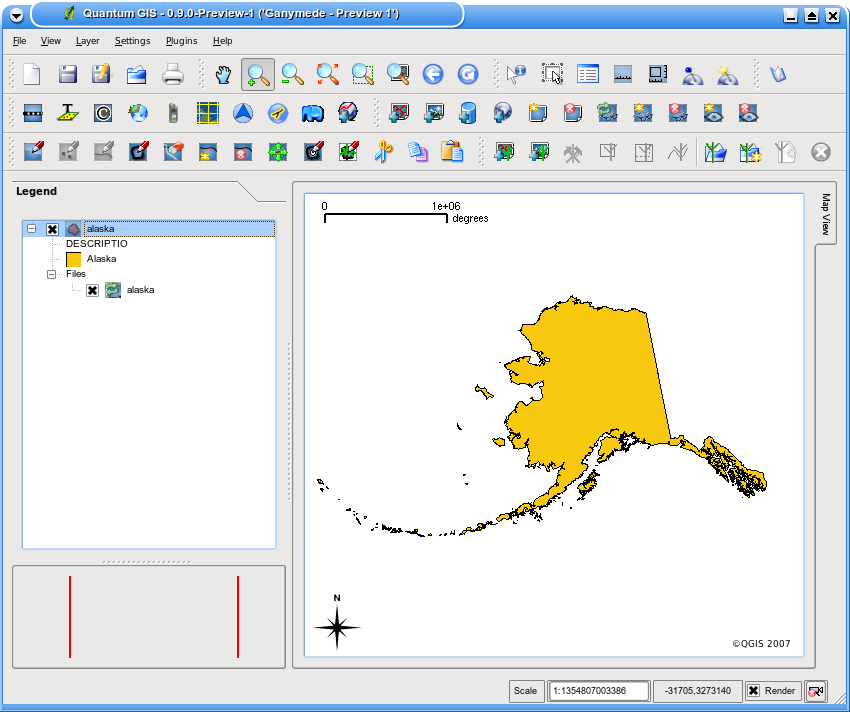 Quantum GIS - 0.9.0-Preview-1 ('Ganymede - Preview 1')
File View Layer Settings Plugins Help
Legend
alaska
DESCRIPTIO
Alaska
Files
alaska
Map View
0 1e+06
degrees
N
©QGIS 2007
Scale 1:1354807003386 -31705,3273140 Render